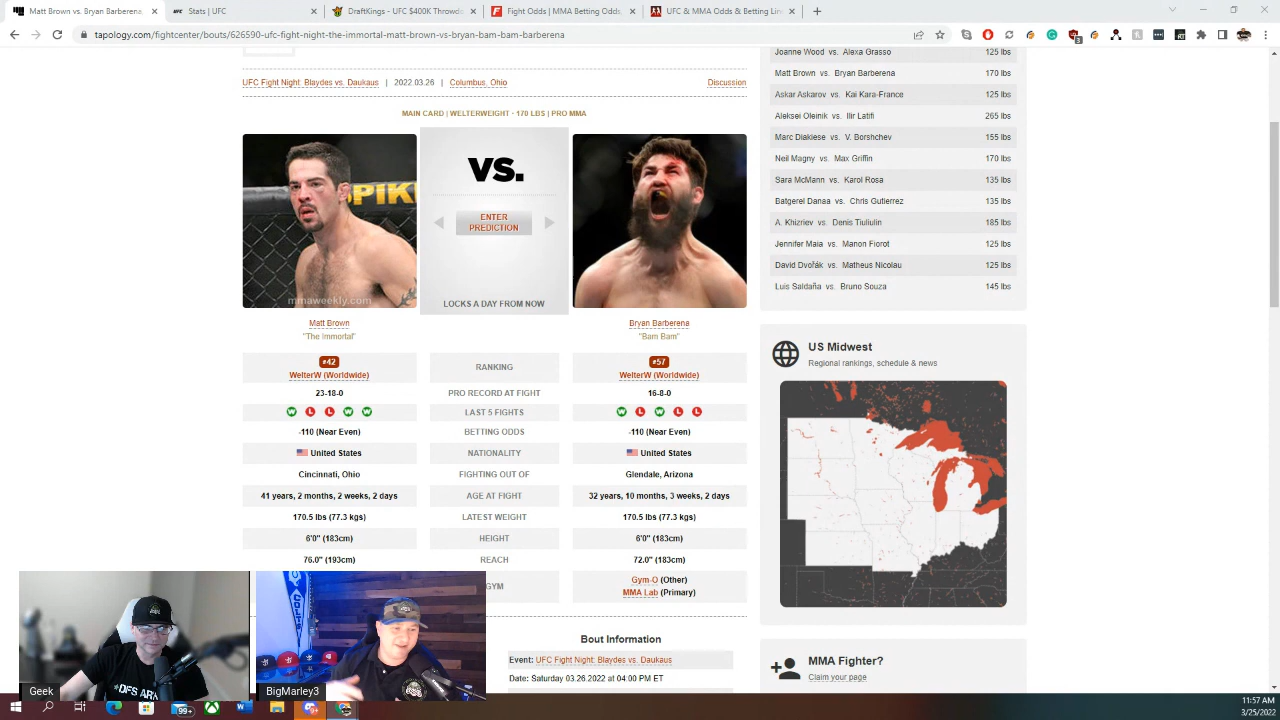 Matt Brown vs. Bryan Barberena,
Stats | UFC
DraftKings - UFC $400K Throwdo
Fight Odds | MMA Betting Odds,
UFC & MMA Odds & Betting Lin
tapology.com/fightcenter/bouts/626590-ufc-fight-night-the-immortal-matt-brown-vs-bryan-bam-bam-barberena
UFC Fight Night: Blaydes vs. Daukaus | 2022.03.26 | Columbus, Ohio
Discussion
MAIN CARD | WELTERWEIGHT · 170 LBS | PRO MMA
SPIK
mmaweekly.com
VS.
ENTER
PREDICTION
LOCKS A DAY FROM NOW
Matt Brown
"The Immortal"
Bryan Barberena
"Bam Bam"
#42
WelterW (Worldwide)
RANKING
#57
WelterW (Worldwide)
23-18-0
PRO RECORD AT FIGHT
16-8-0
W L L W W
LAST 5 FIGHTS
W L W L L
-110 (Near Even)
BETTING ODDS
-110 (Near Even)
United States
NATIONALITY
United States
Cincinnati, Ohio
FIGHTING OUT OF
Glendale, Arizona
41 years, 2 months, 2 weeks, 2 days
AGE AT FIGHT
32 years, 10 months, 3 weeks, 2 days
170.5 lbs (77.3 kgs)
LATEST WEIGHT
170.5 lbs (77.3 kgs)
6'0" (183cm)
HEIGHT
6'0" (183cm)
76.0" (193cm)
REACH
72.0" (183cm)
GYM
Gym-O (Other)
MMA Lab (Primary)
Bout Information
Event: UFC Fight Night: Blaydes vs. Daukaus
Date: Saturday 03.26.2022 at 04:00 PM ET
Joanne Wood vs. Alexa Grasso 125 lbs
Matt Brown vs. Bryan Barberena 170 lbs
Askar Askarov vs. Kai Kara-France 125 lbs
Aleksei Oleinik vs. Ilir Latifi 265 lbs
Marc Diakiese vs. V. Borshchev 155 lbs
Neil Magny vs. Max Griffin 170 lbs
Sara McMann vs. Karol Rosa 135 lbs
Batgerel Danaa vs. Chris Gutierrez 135 lbs
A. Khizriev vs. Denis Tiuliulin 185 lbs
Jennifer Maia vs. Manon Fiorot 125 lbs
David Dvořák vs. Matheus Nicolau 125 lbs
Luis Saldaña vs. Bruno Souza 145 lbs
US Midwest
Regional rankings, schedule & news
MMA Fighter?
Claim your page
Geek
BigMarley3
99+
11:57 AM
3/25/2022